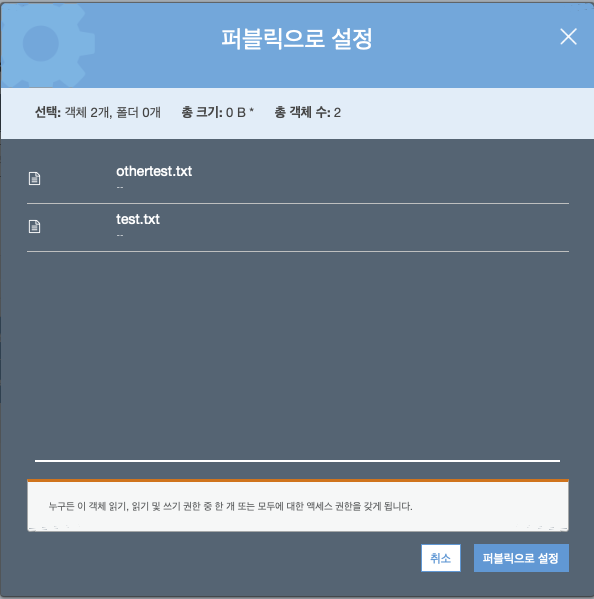 퍼블릭으로 설정
선택: 객체 2개, 폴더 0개 총 크기: 0 B * 총 객체 수: 2
othertest.txt
--
test.txt
--
누구든 이 객체 읽기, 읽기 및 쓰기 권한 중 한 개 또는 모두에 대한 액세스 권한을 갖게 됩니다.
취소 퍼블릭으로 설정